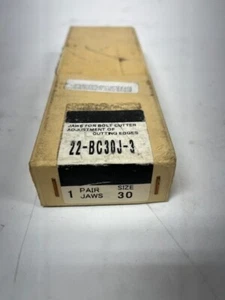 JAWS FOR BOLT CUTTER
ADJUSTMENT OF
CUTTING EDGES
22-BC30J-3
1 PAIR JAWS SIZE 30